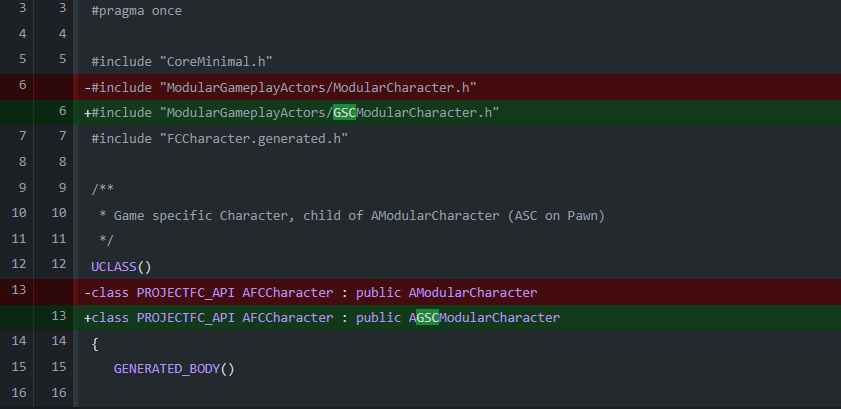 3 3 #pragma once
4 4
5 5 #include "CoreMinimal.h"
6 -#include "ModularGameplayActors/ModularCharacter.h"
6 +#include "ModularGameplayActors/GSCModularCharacter.h"
7 7 #include "FCCharacter.generated.h"
8 8
9 9 /**
10 10 * Game specific Character, child of AModularCharacter (ASC on Pawn)
11 11 */
12 12 UCLASS()
13 -class PROJECTFC_API AFCCharacter : public AModularCharacter
13 +class PROJECTFC_API AFCCharacter : public AGSCModularCharacter
14 14 {
15 15 GENERATED_BODY()
16 16